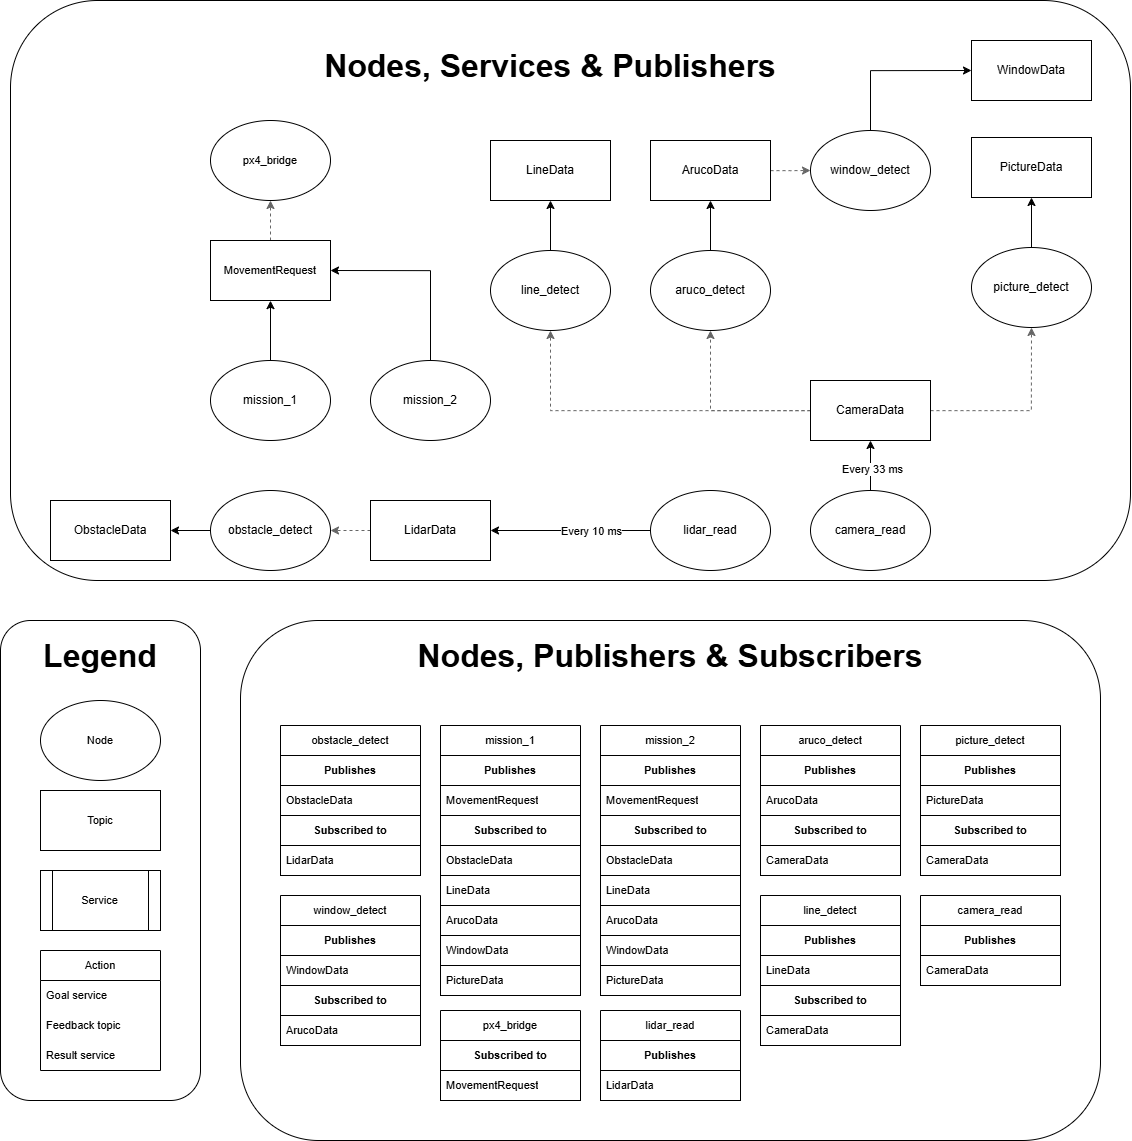 Nodes, Services & Publishers
WindowData
px4_bridge
LineData
ArucoData
window_detect
PictureData
MovementRequest
line_detect
aruco_detect
picture_detect
mission_1
mission_2
CameraData
Every 33 ms
ObstacleData
obstacle_detect
LidarData
Every 10 ms
lidar_read
camera_read
Legend
Node
Topic
Service
Action
Goal service
Feedback topic
Result service
Nodes, Publishers & Subscribers
obstacle_detect
Publishes
ObstacleData
Subscribed to
LidarData
mission_1
Publishes
MovementRequest
Subscribed to
ObstacleData
LineData
ArucoData
WindowData
PictureData
mission_2
Publishes
MovementRequest
Subscribed to
ObstacleData
LineData
ArucoData
WindowData
PictureData
aruco_detect
Publishes
ArucoData
Subscribed to
CameraData
picture_detect
Publishes
PictureData
Subscribed to
CameraData
window_detect
Publishes
WindowData
Subscribed to
ArucoData
line_detect
Publishes
LineData
Subscribed to
CameraData
camera_read
Publishes
CameraData
px4_bridge
Subscribed to
MovementRequest
lidar_read
Publishes
LidarData